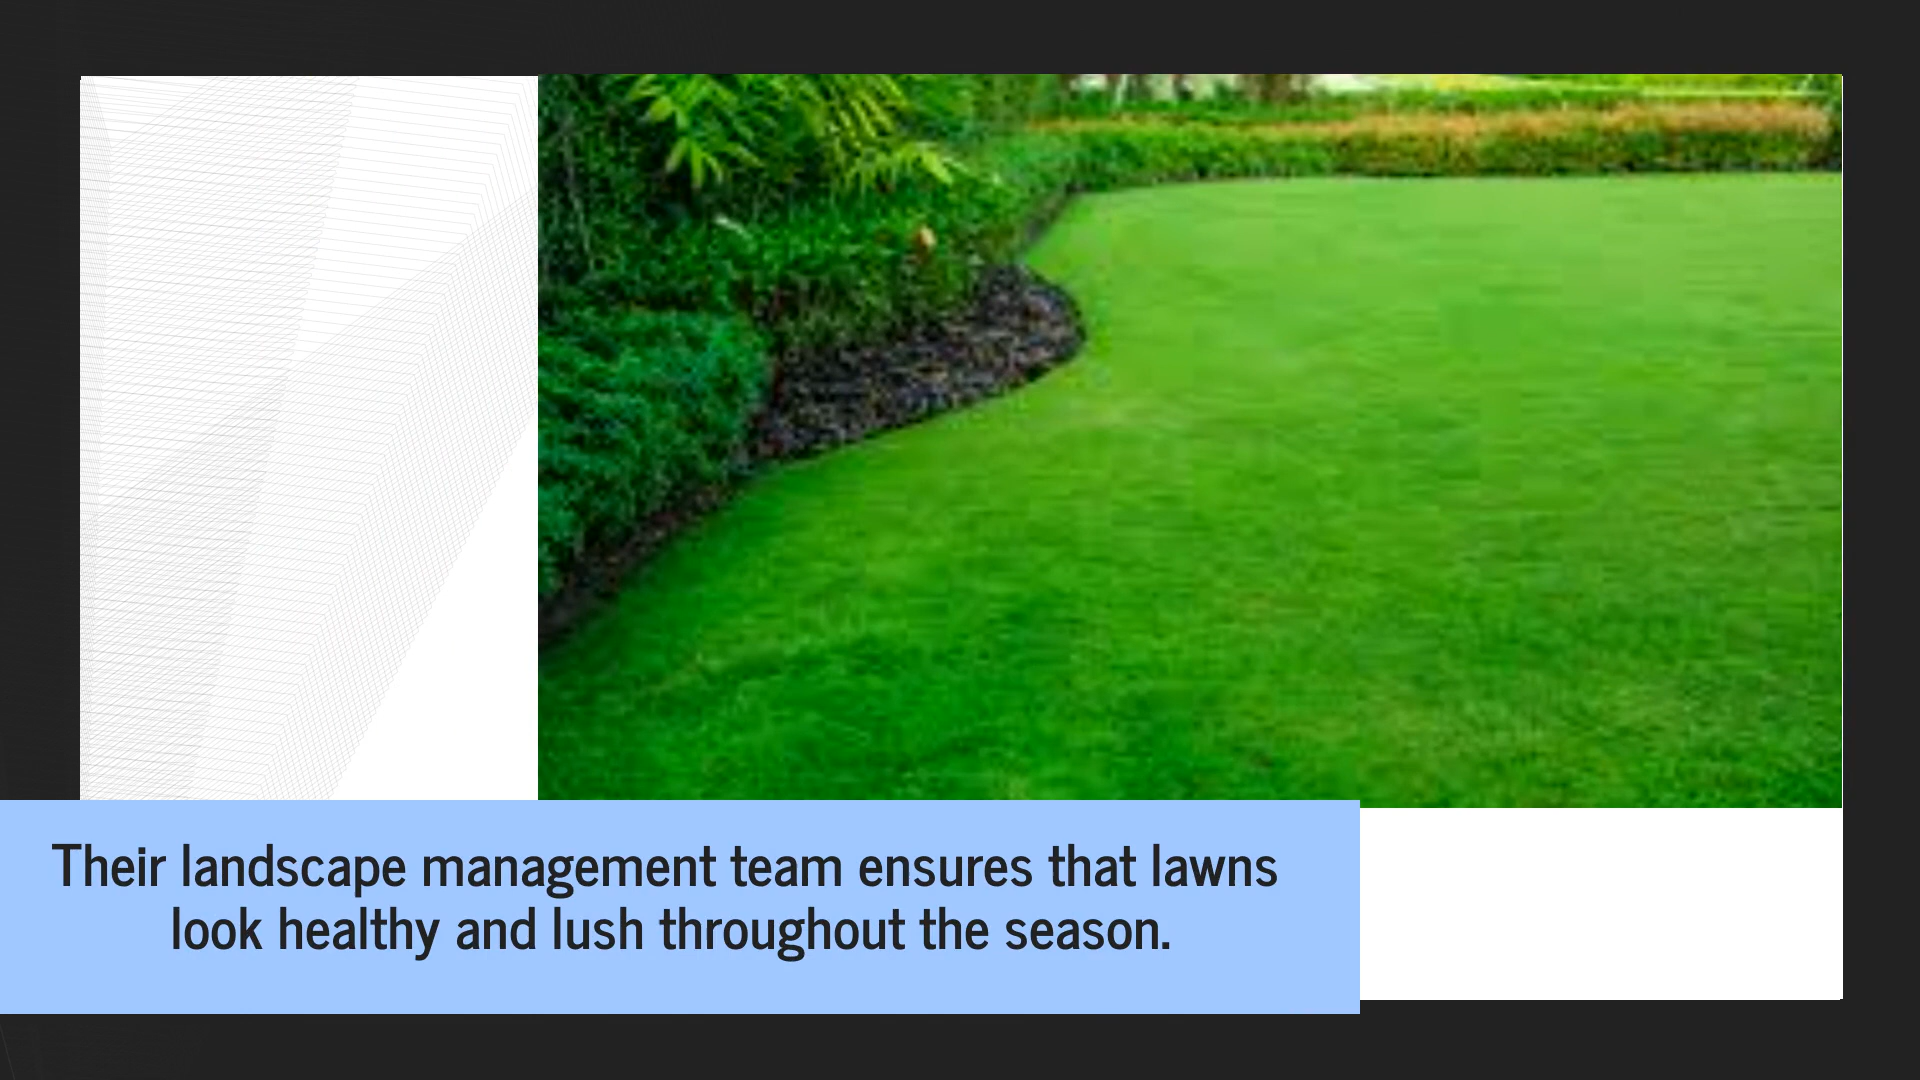 Their landscape management team ensures that lawns
look healthy and lush throughout the season.